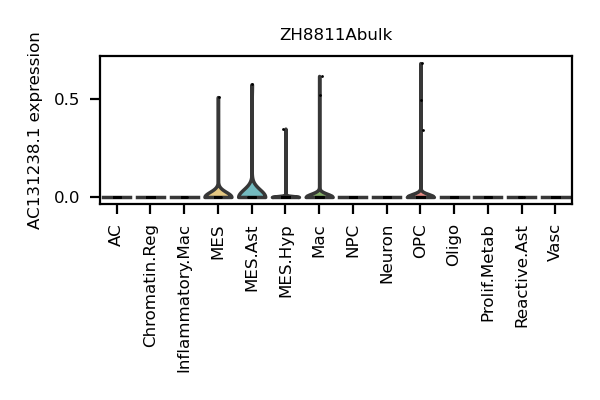 ZH8811Abulk
AC131238.1 expression
0.5
0.0
AC
Chromatin.Reg
Inflammatory.Mac
MES
MES.Ast
MES.Hyp
Mac
NPC
Neuron
OPC
Oligo
Prolif.Metab
Reactive.Ast
Vasc